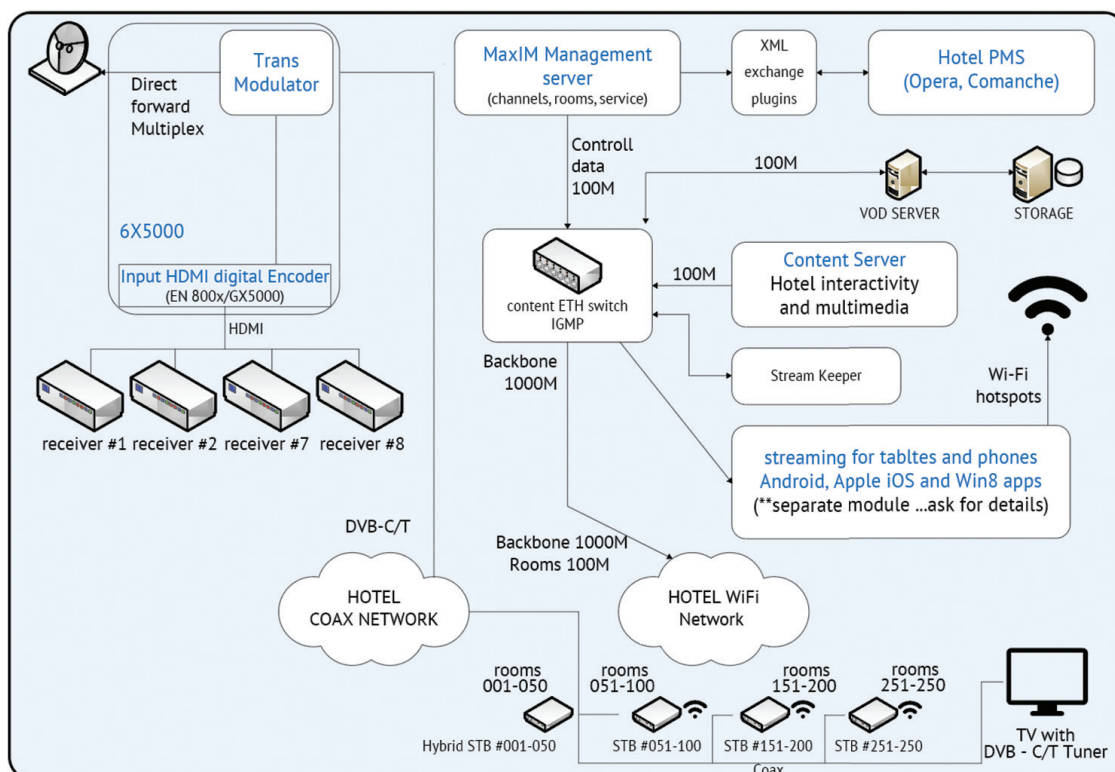 Trans
Modulator
Direct
forward
Multiplex
6X5000
Input HDMI digital Encoder
(EN 800x/GX5000)
HDMI
receiver #1
receiver #2
receiver #7
receiver #8
MaxIM Management
server
(channels, rooms, service)
XML
exchange
plugins
Hotel PMS
(Opera, Comanche)
Controll
data
100M
100M
VOD SERVER
STORAGE
content ETH switch
IGMP
100M
Content Server
Hotel interactivity
and multimedia
Stream Keeper
Backbone
1000M
Wi-Fi
hotspots
streaming for tabltes and phones
Android, Apple iOS and Win8 apps
(**separate module ...ask for details)
DVB-C/T
HOTEL
COAX NETWORK
Backbone 1000M
Rooms 100M
HOTEL WiFi
Network
rooms
001-050
rooms
051-100
rooms
151-200
rooms
251-250
Hybrid STB #001-050
STB #051-100
STB #151-200
STB #251-250
Coax
TV with
DVB - C/T Tuner